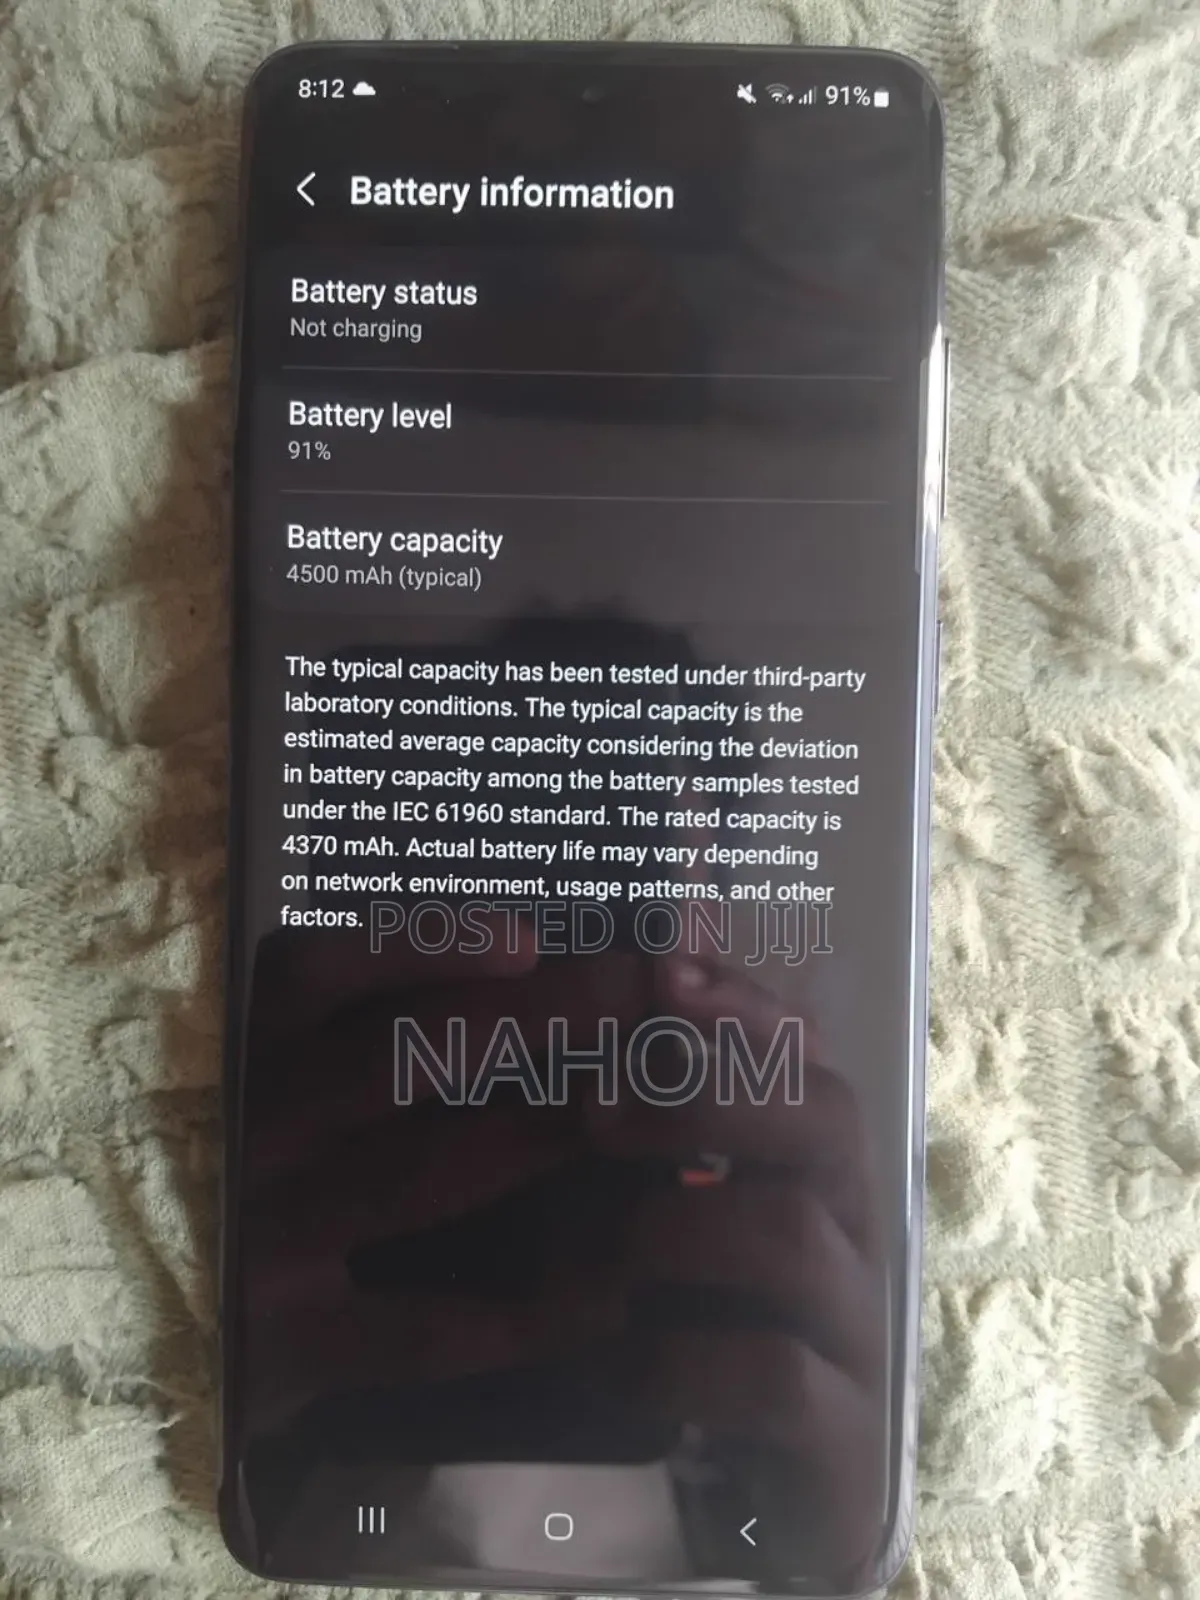 8:12 91%
Battery information
Battery status
Not charging
Battery level
91%
Battery capacity
4500 mAh (typical)
The typical capacity has been tested under third-party
laboratory conditions. The typical capacity is the
estimated average capacity considering the deviation
in battery capacity among the battery samples tested
under the IEC 61960 standard. The rated capacity is
4370 mAh. Actual battery life may vary depending
on network environment, usage patterns, and other
factors.
POSTED ON JIJI
NAHOM